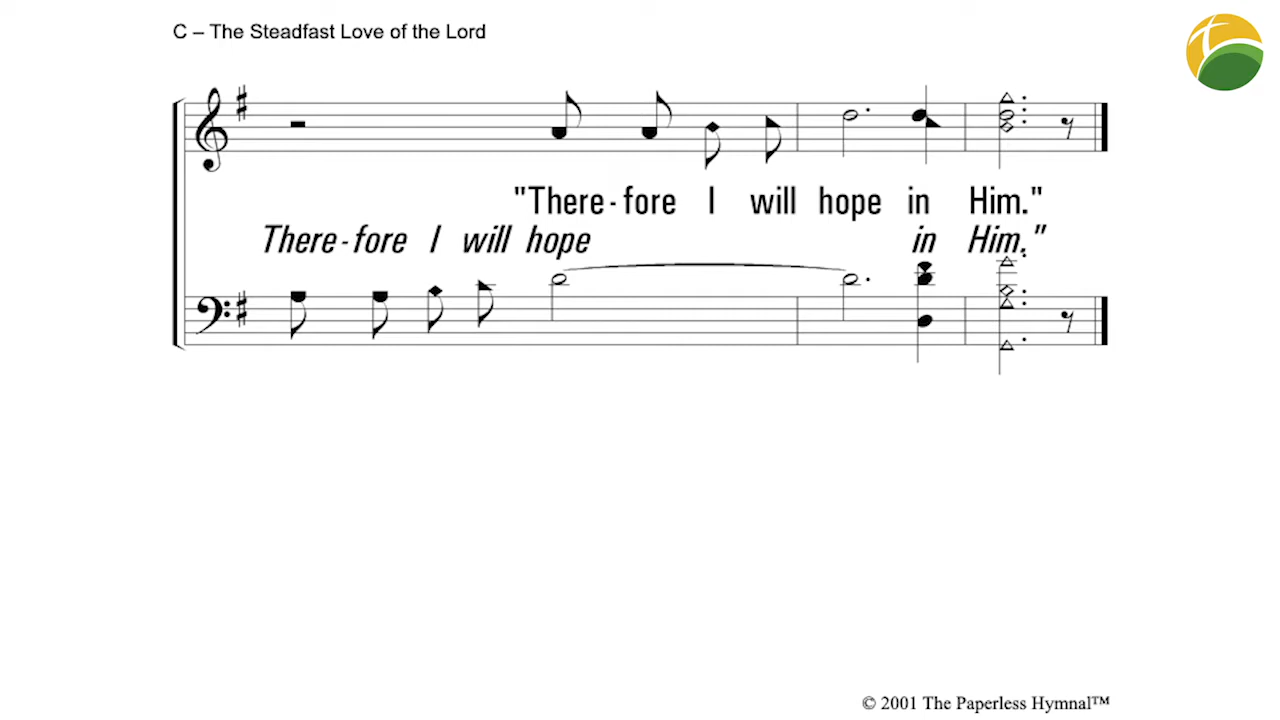 C – The Steadfast Love of the Lord
"There-fore I will hope in Him."
There-fore I will hope in Him."
© 2001 The Paperless Hymnal™